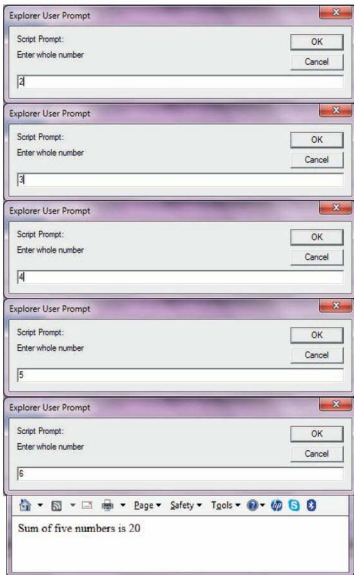 Explorer User Prompt
Script Prompt:
OK
Enter whole number
Cancel
2
Explorer User Prompt
Script Prompt:
OK
Enter whole number
Cancel
3
Explorer User Prompt
Script Prompt:
OK
Enter whole number
Cancel
4
Explorer User Prompt
Script Prompt:
OK
Enter whole number
Cancel
5
Explorer User Prompt
Script Prompt:
OK
Enter whole number
Cancel
6
Page Safety Tools
Sum of five numbers is 20